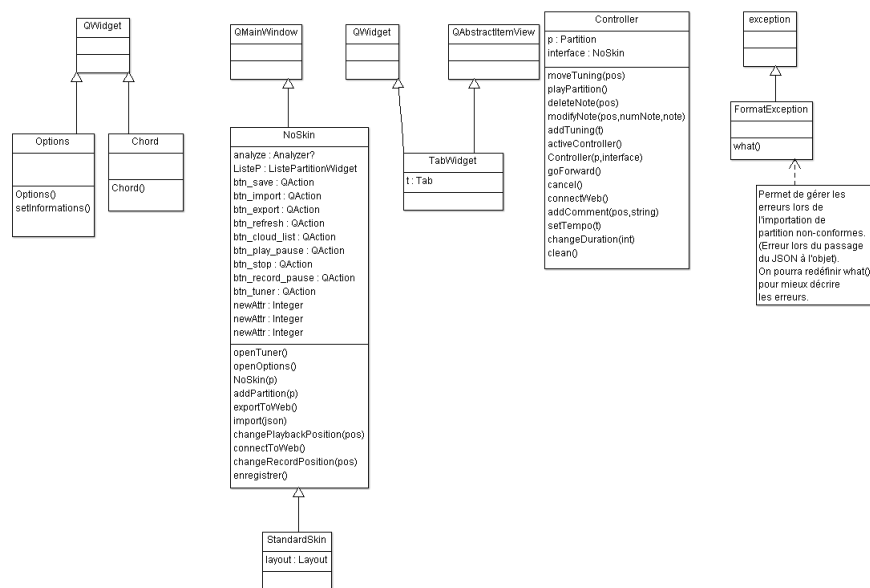 QWidget
Options
Options()
setInformations()
Chord
Chord()
QMainWindow
NoSkin
analyze : Analyzer?
ListeP : ListePartitionWidget
btn_save : QAction
btn_import : QAction
btn_export : QAction
btn_refresh : QAction
btn_cloud_list : QAction
btn_play_pause : QAction
btn_stop : QAction
btn_record_pause : QAction
btn_tuner : QAction
newAttr : Integer
newAttr : Integer
newAttr : Integer
openTuner()
openOptions()
NoSkin(p)
addPartition(p)
exportToWeb()
import(json)
changePlaybackPosition(pos)
connectToWeb()
changeRecordPosition(pos)
enregistrer()
StandardSkin
layout : Layout
QWidget
QAbstractItemView
TabWidget
t : Tab
Controller
p : Partition
interface : NoSkin
moveTuning(pos)
playPartition()
deleteNote(pos)
modifyNote(pos,numNote,note)
addTuning(t)
activeController()
Controller(p,interface)
goForward()
cancel()
connectWeb()
addComment(pos,string)
setTempo(t)
changeDuration(int)
clean()
exception
FormatException
what()
Permet de gérer les
erreurs lors de
l'importation de
partition non-conformes.
(Erreur lors du passage
du JSON à l'objet).
On pourra redéfinir what()
pour mieux décrire
les erreurs.